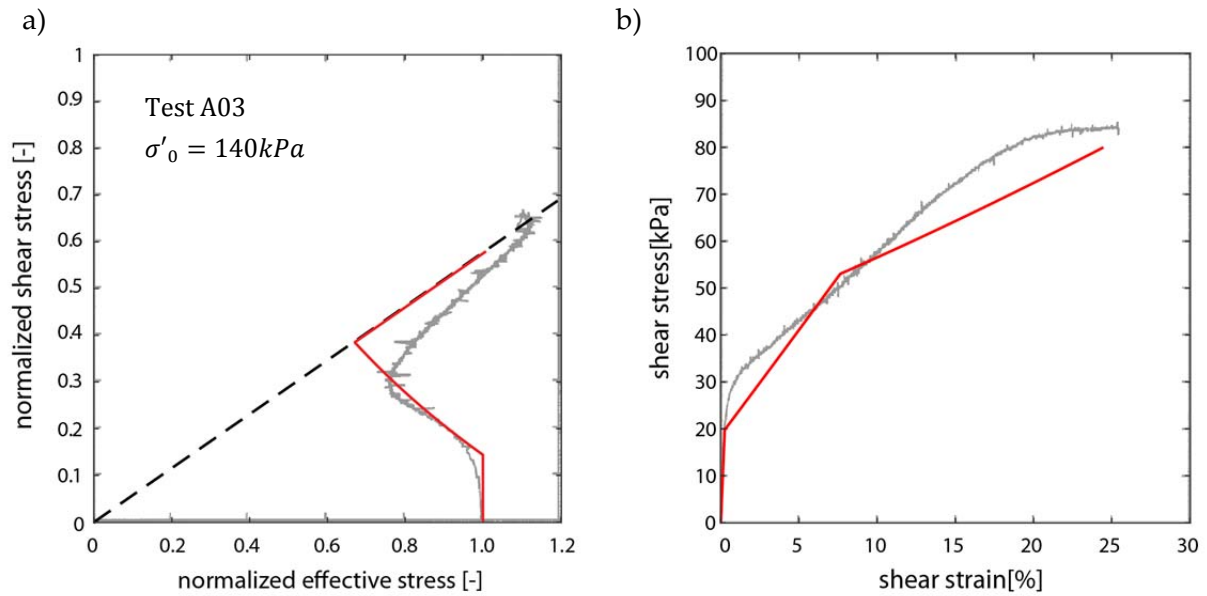 a)
1
0.9
0.8
0.7
0.6
0.5
0.4
0.3
0.2
0.1
0
normalized shear stress [-]
Test A03
σ'₀ = 140kPa
0 0.2 0.4 0.6 0.8 1.0 1.2
normalized effective stress [-]
b)
100
90
80
70
60
50
40
30
20
10
0
shear stress[kPa]
0 5 10 15 20 25 30
shear strain[%]